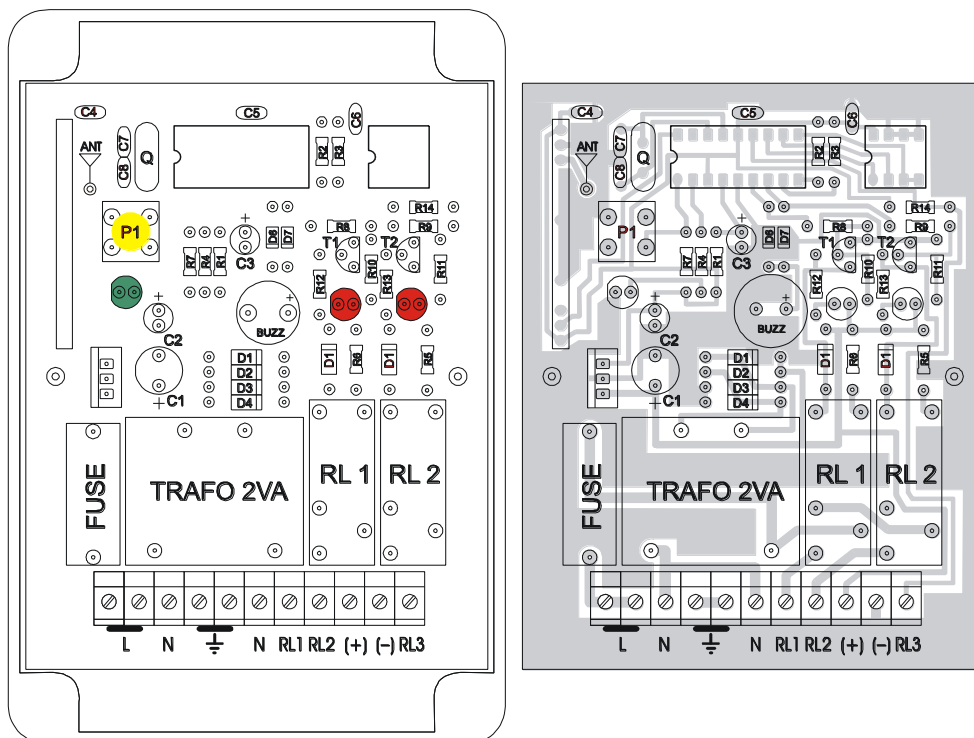 C4 C5 C6
ANT C7 Q R2 R3
C8
R14
P1 R8 R9
T1 T2
C3 D6 D7
R7 R4 R1 R12 R10 R13 R11
C2 BUZZ
D1 D1 R6 D1 R5
D2
D3
C1 D4
FUSE TRAFO 2VA RL 1 RL 2
L N N RL1 RL2 (+) (-) RL3
C4 C5 C6
ANT C7 Q R2 R3
C8
R14
P1 R8 R9
T1 T2
C3 D6 D7
R7 R4 R1 R12 R10 R13 R11
C2 BUZZ
D1 D1 R6 D1 R5
D2
D3
C1 D4
FUSE TRAFO 2VA RL 1 RL 2
L N N RL1 RL2 (+) (-) RL3